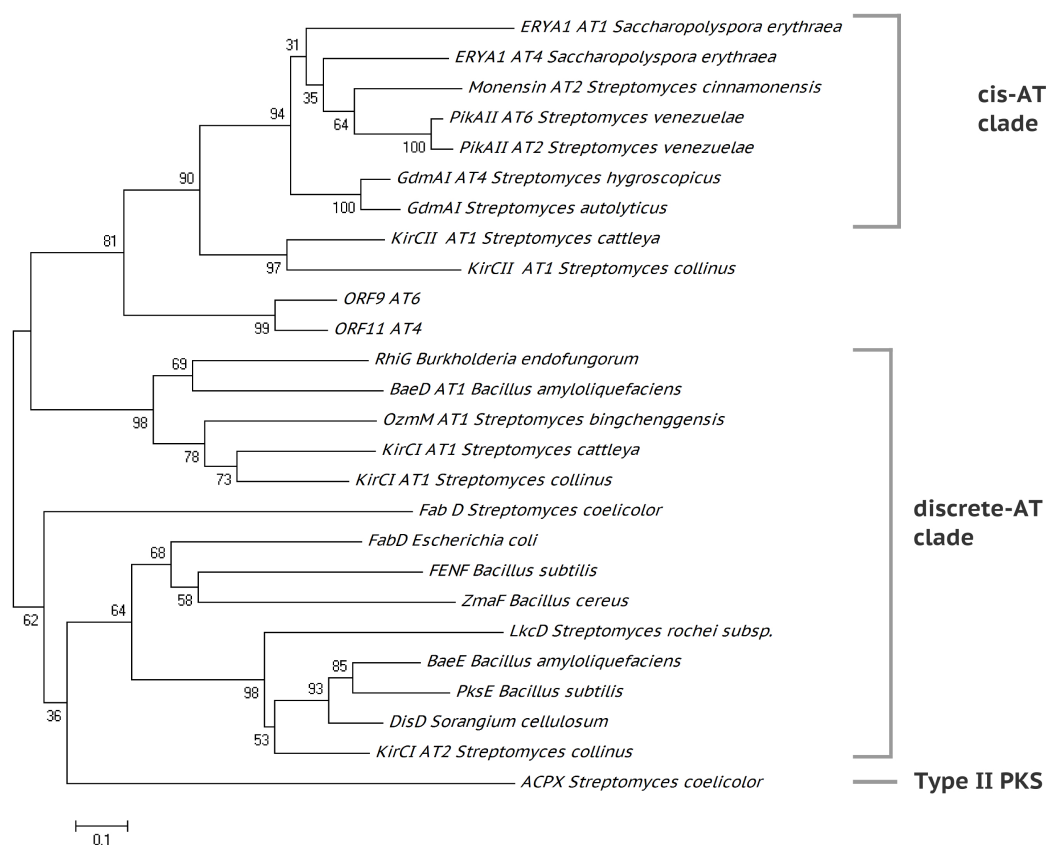 ERYA1 AT1 Saccharopolyspora erythraea
31
ERYA1 AT4 Saccharopolyspora erythraea
Monensin AT2 Streptomyces cinnamonensis
35
cis-AT
clade
94
PikAII AT6 Streptomyces venezuelae
64
100
PikAII AT2 Streptomyces venezuelae
90
GdmAI AT4 Streptomyces hygroscopicus
100
GdmAI Streptomyces autolyticus
81
KirCII AT1 Streptomyces cattleya
97
KirCII AT1 Streptomyces collinus
ORF9 AT6
99
ORF11 AT4
69
RhiG Burkholderia endofungorum
BaeD AT1 Bacillus amyloliquefaciens
98
OzmM AT1 Streptomyces bingchenggensis
78
KirCI AT1 Streptomyces cattleya
73
KirCI AT1 Streptomyces collinus
Fab D Streptomyces coelicolor
discrete-AT
clade
68
FabD Escherichia coli
FENF Bacillus subtilis
58
ZmaF Bacillus cereus
62
64
LkcD Streptomyces rochei subsp.
85
BaeE Bacillus amyloliquefaciens
98
93
PksE Bacillus subtilis
36
DisD Sorangium cellulosum
53
KirCI AT2 Streptomyces collinus
ACPX Streptomyces coelicolor
Type II PKS
0.1